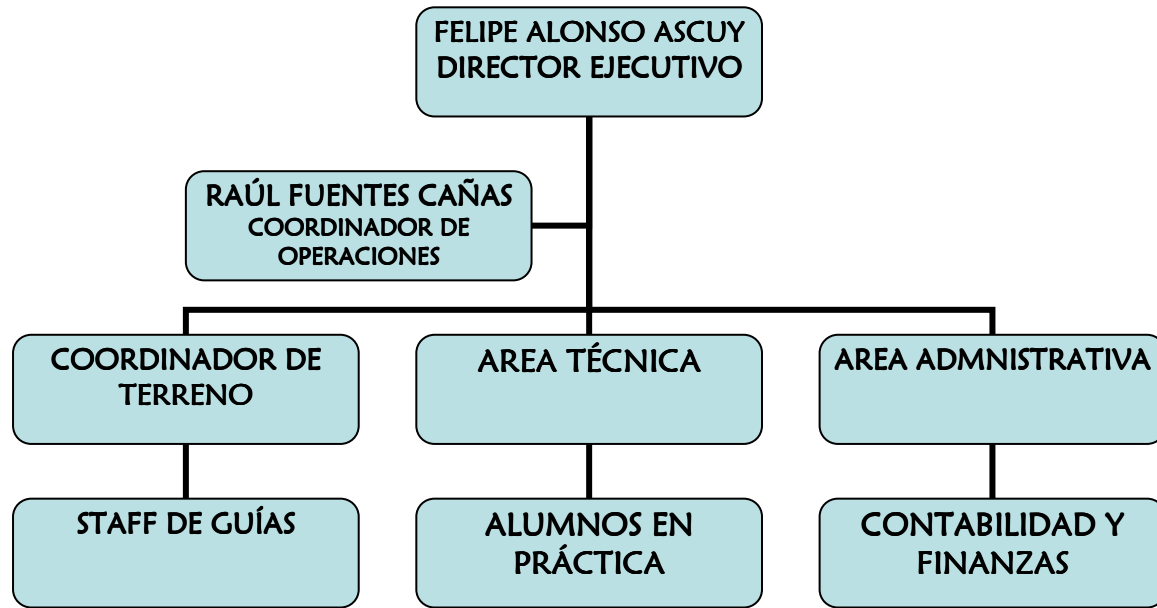 FELIPE ALONSO ASCUY
DIRECTOR EJECUTIVO
RAÚL FUENTES CAÑAS
COORDINADOR DE
OPERACIONES
COORDINADOR DE
TERRENO
AREA TÉCNICA
AREA ADMNISTRATIVA
STAFF DE GUÍAS
ALUMNOS EN
PRÁCTICA
CONTABILIDAD Y
FINANZAS